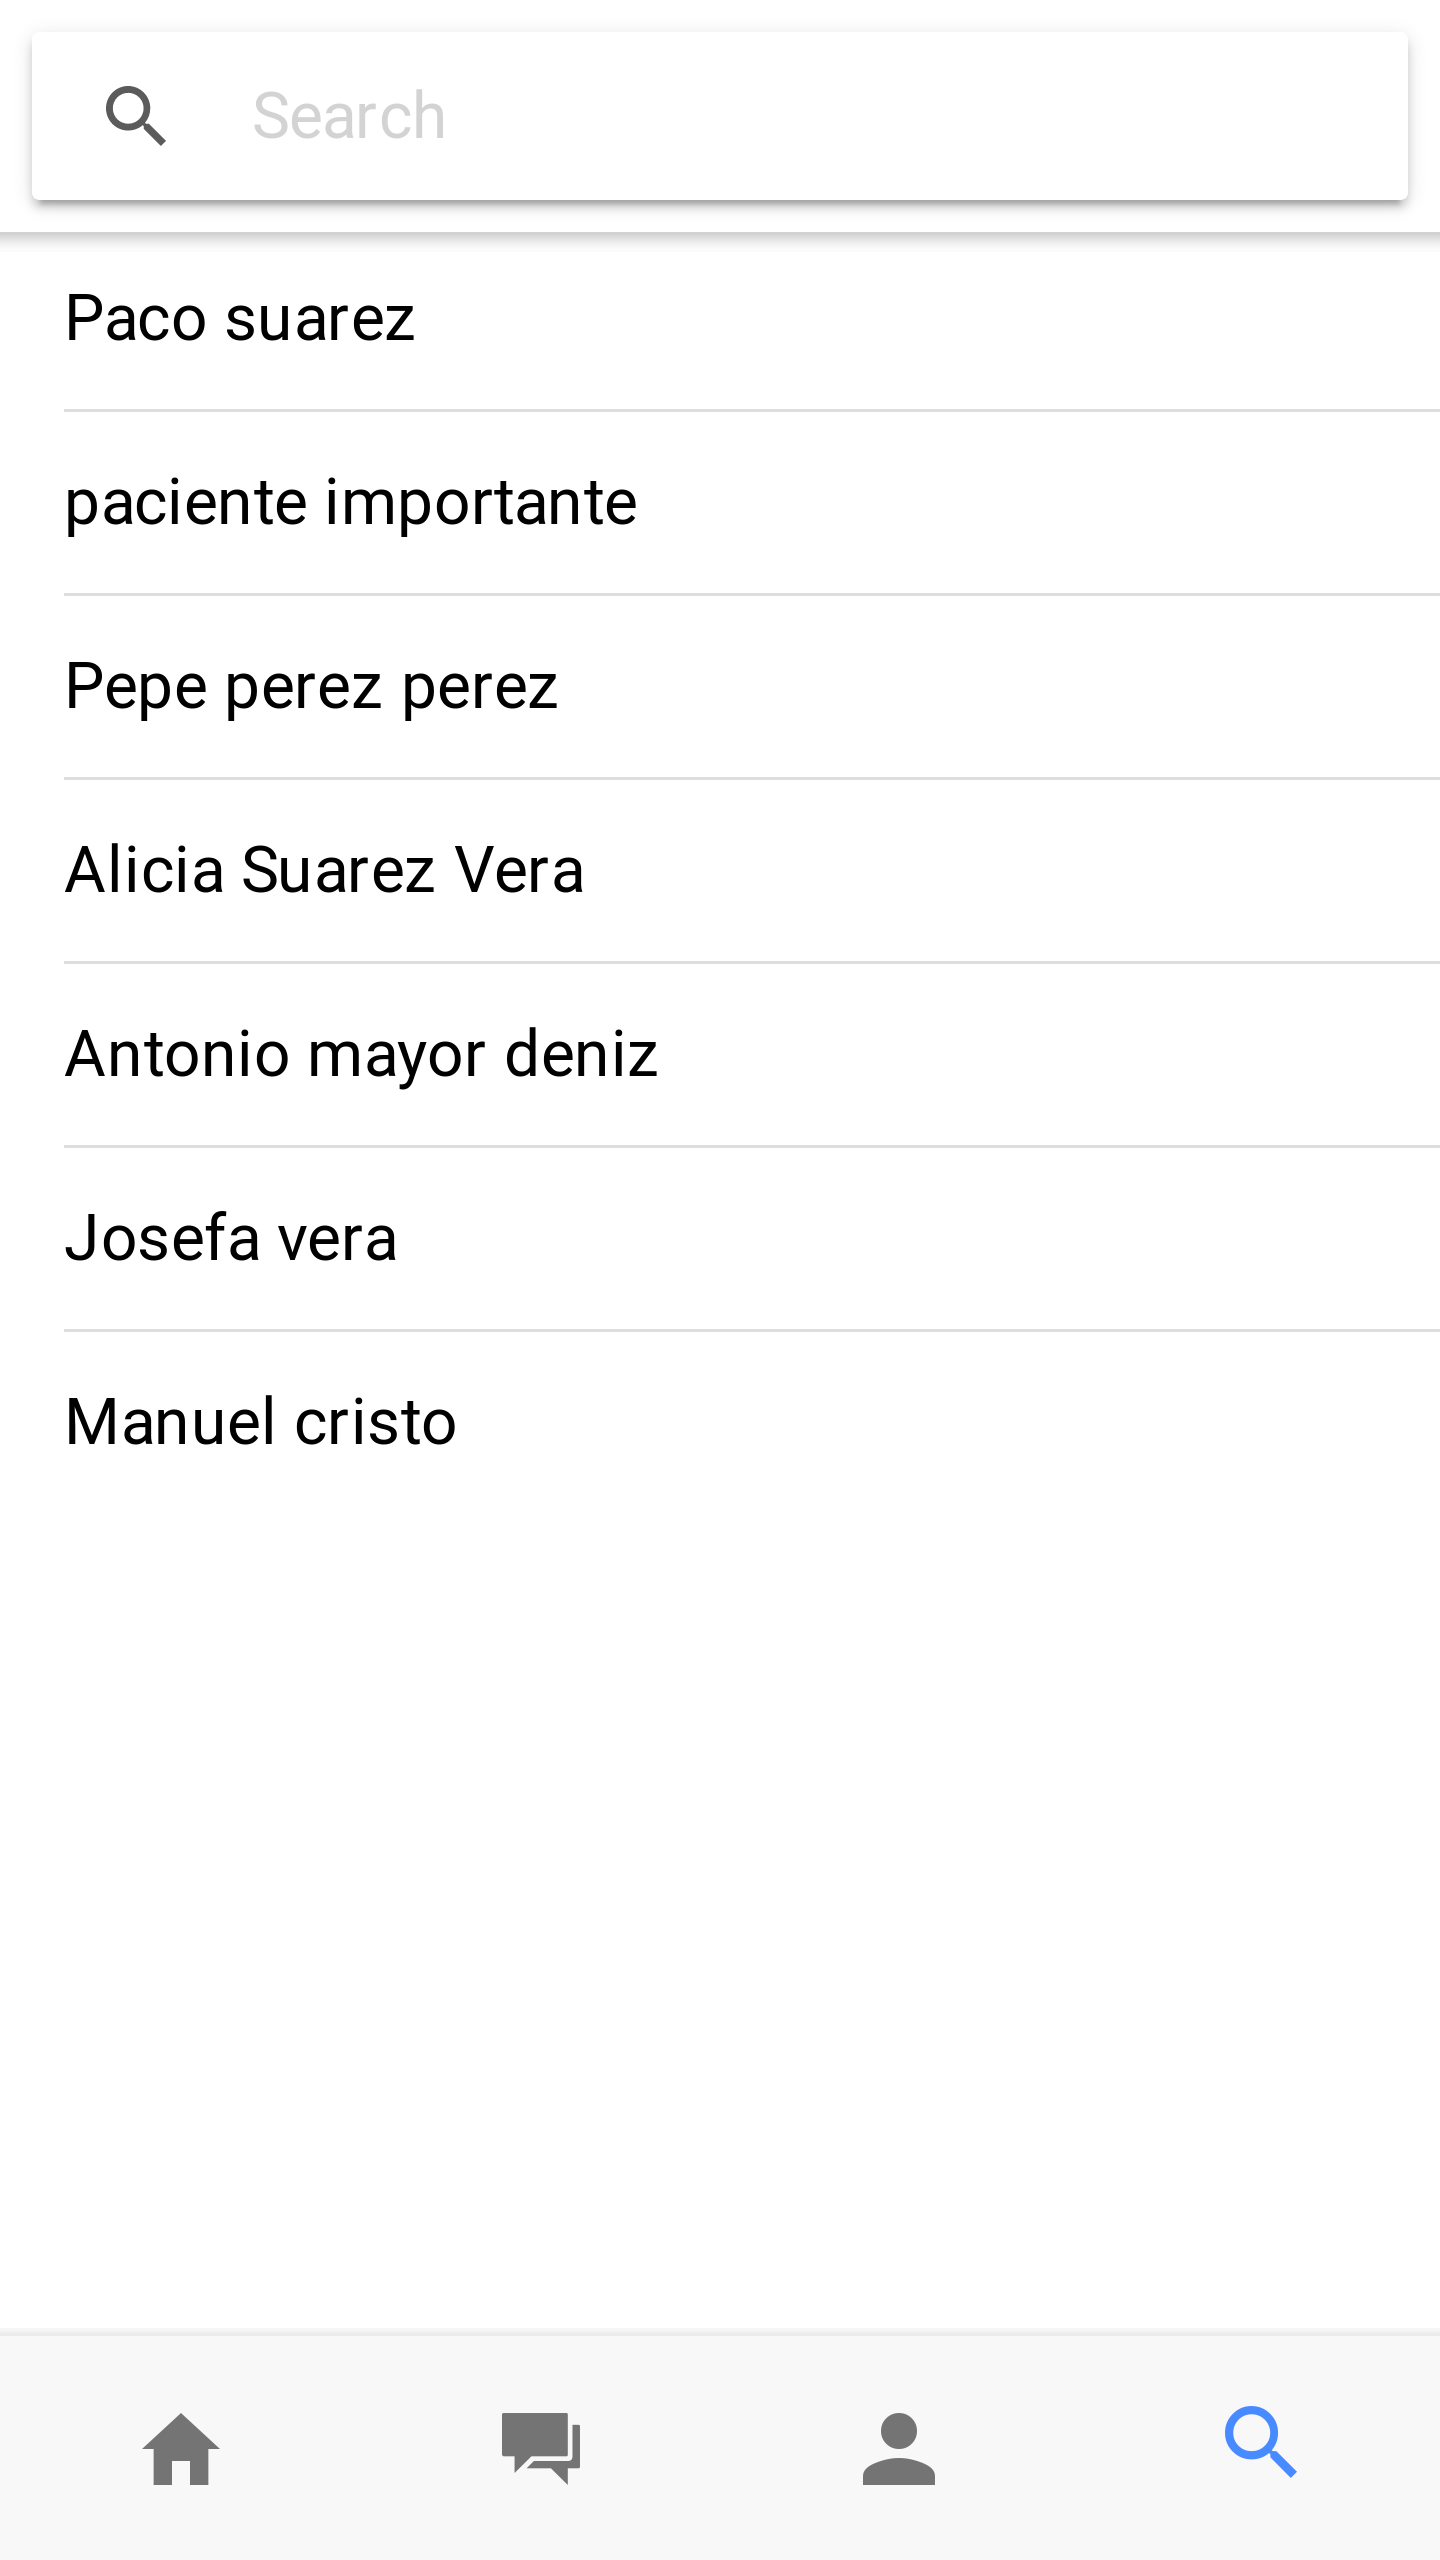 Search
Paco suarez
paciente importante
Pepe perez perez
Alicia Suarez Vera
Antonio mayor deniz
Josefa vera
Manuel cristo